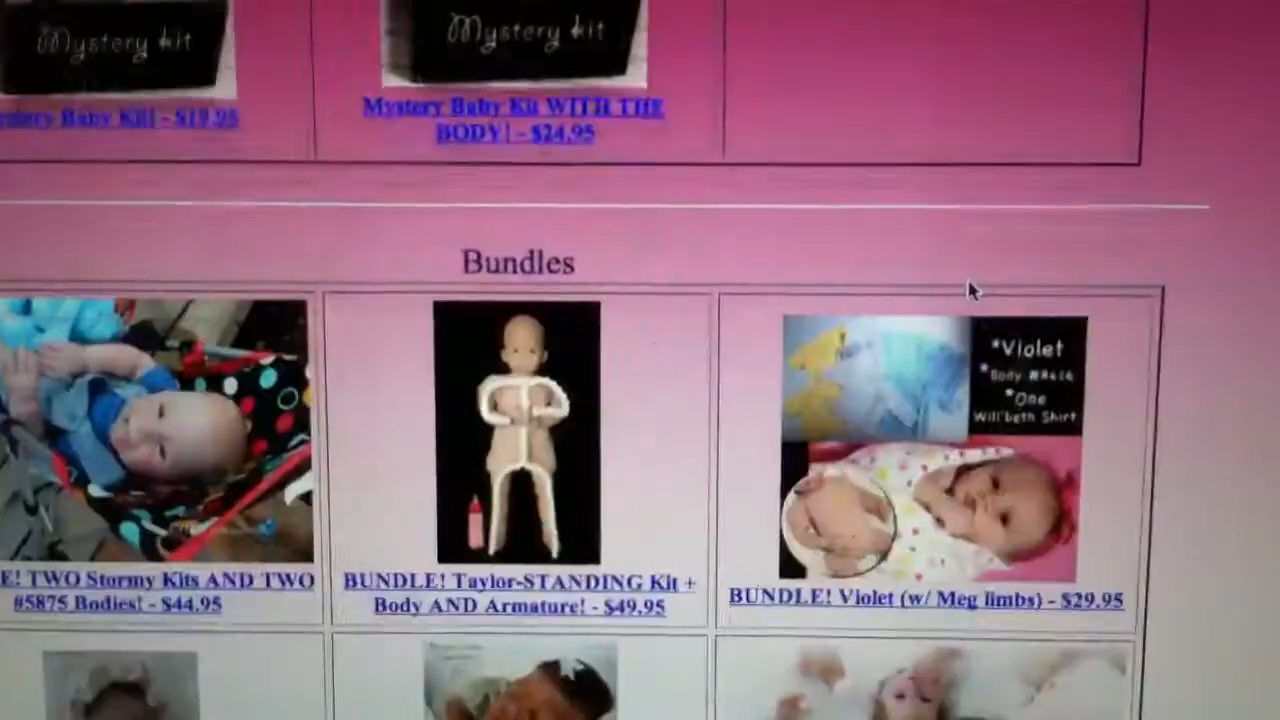 Mystery kit
Mystery kit
Mystery Baby Kit WITH THE
BODY! - $24.95
Baby Kit! - $19.95
Bundles
*Violet
*Body
*One
Will'beth Shirt
E! TWO Stormy Kits AND TWO
#5875 Bodies! - $44.95
BUNDLE! Taylor-STANDING Kit +
Body AND Armature! - $49.95
BUNDLE! Violet (w/ Meg limbs) - $29.95